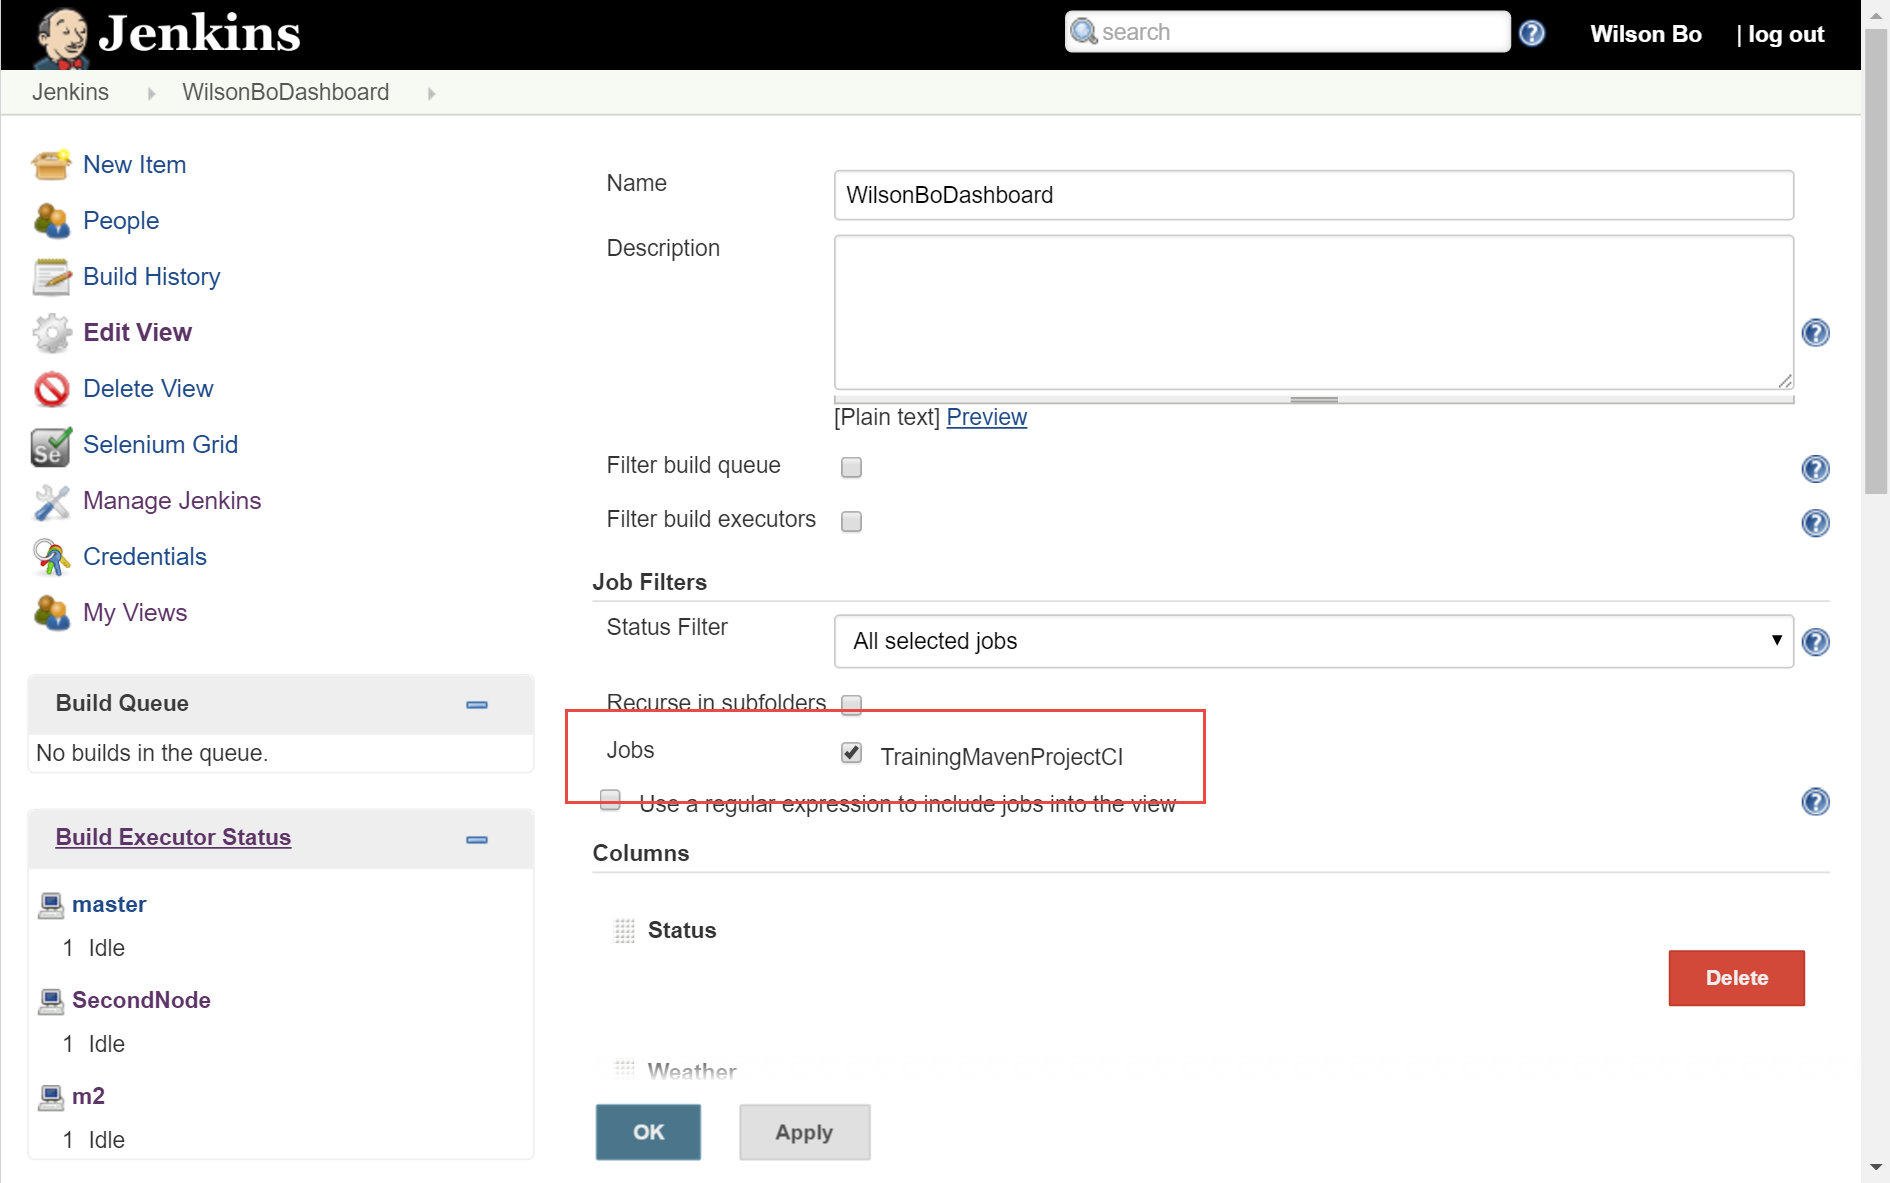 Jenkins
search
Wilson Bo
| log out
Jenkins
WilsonBoDashboard
New Item
People
Build History
Edit View
Delete View
Se
Selenium Grid
Manage Jenkins
Credentials
My Views
Build Queue
No builds in the queue.
Build Executor Status
master
1 Idle
SecondNode
1 Idle
m2
1 Idle
Name
WilsonBoDashboard
Description
[Plain text] Preview
Filter build queue
Filter build executors
Job Filters
Status Filter
All selected jobs
Recurse in subfolders
Jobs
TrainingMavenProjectCI
Use a regular expression to include jobs into the view
Columns
Status
Delete
Weather
OK
Apply